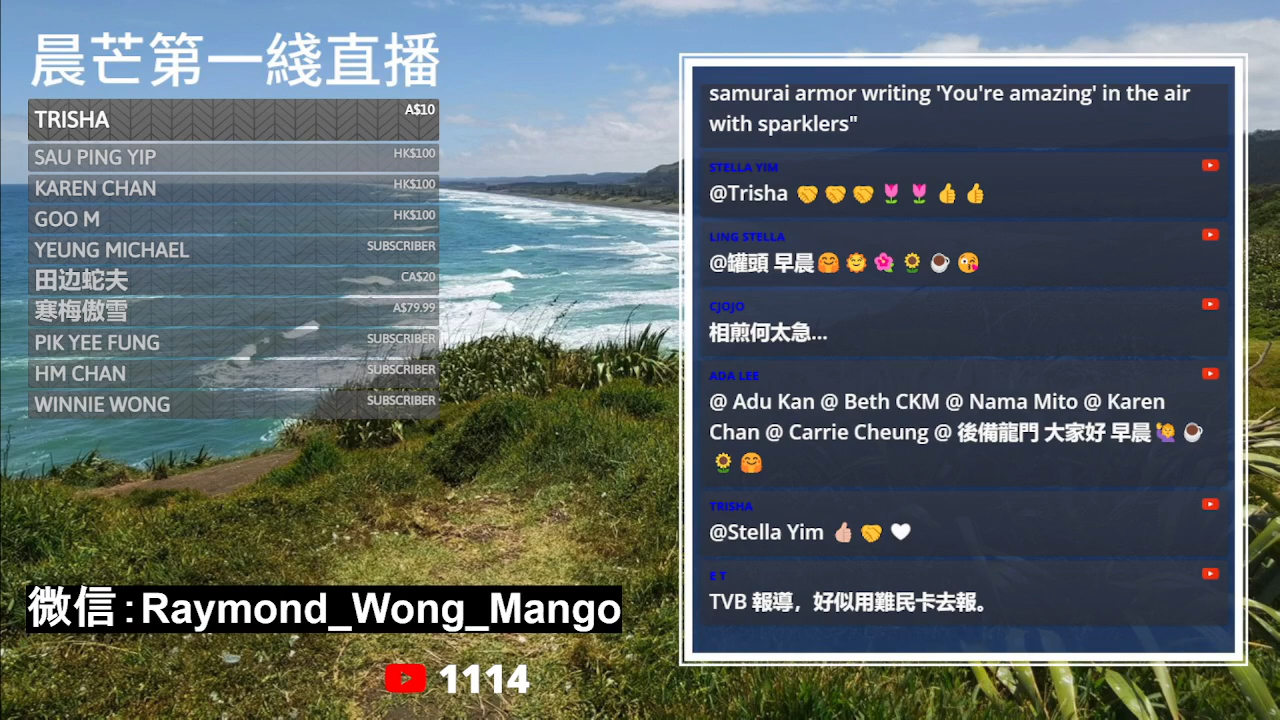 晨芒第一綫直播
TRISHA A$10
SAU PING YIP HK$100
KAREN CHAN HK$100
GOO M HK$100
YEUNG MICHAEL SUBSCRIBER
田边蛇夫 CA$20
寒梅傲雪 A$79.99
PIK YEE FUNG SUBSCRIBER
HM CHAN SUBSCRIBER
WINNIE WONG SUBSCRIBER
微信:Raymond_Wong_Mango
1114
samurai armor writing 'You're amazing' in the air
with sparklers"
STELLA YIM
@Trisha 🤝 🤝 🤝 🌷 🌷 👍 👍
LING STELLA
@罐頭 早晨🤗 🌞 🌺 🌻 ☕ 😘
CJOJO
相煎何太急...
ADA LEE
@ Adu Kan @ Beth CKM @ Nama Mito @ Karen
Chan @ Carrie Cheung @ 後備龍門 大家好 早晨🙋 ☕
🌻 🤗
TRISHA
@Stella Yim 👍🏻 🤝 🤍
E T
TVB 報導，好似用難民卡去報。